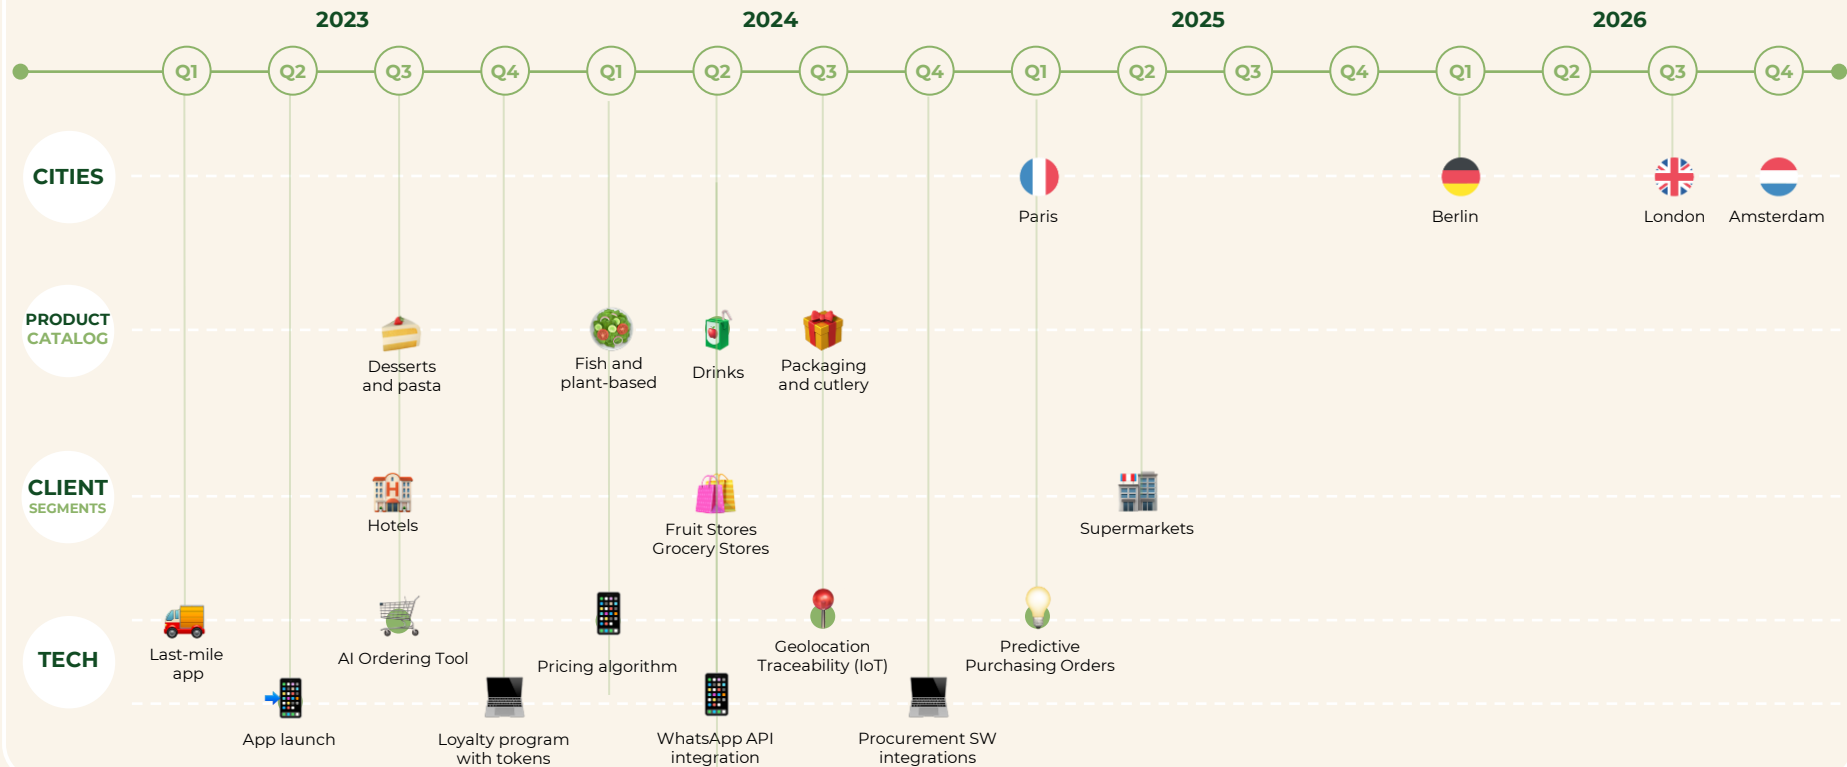 2023
2024
2025
2026
Q1
Q2
Q3
Q4
Q1
Q2
Q3
Q4
Q1
Q2
Q3
Q4
Q1
Q2
Q3
Q4
CITIES
Paris
Berlin
London
Amsterdam
PRODUCT
CATALOG
Desserts
and pasta
Fish and
plant-based
Drinks
Packaging
and cutlery
CLIENT
SEGMENTS
Hotels
Fruit Stores
Grocery Stores
Supermarkets
TECH
Last-mile
app
App launch
AI Ordering Tool
Loyalty program
with tokens
Pricing algorithm
WhatsApp API
integration
Geolocation
Traceability (IoT)
Procurement SW
integrations
Predictive
Purchasing Orders